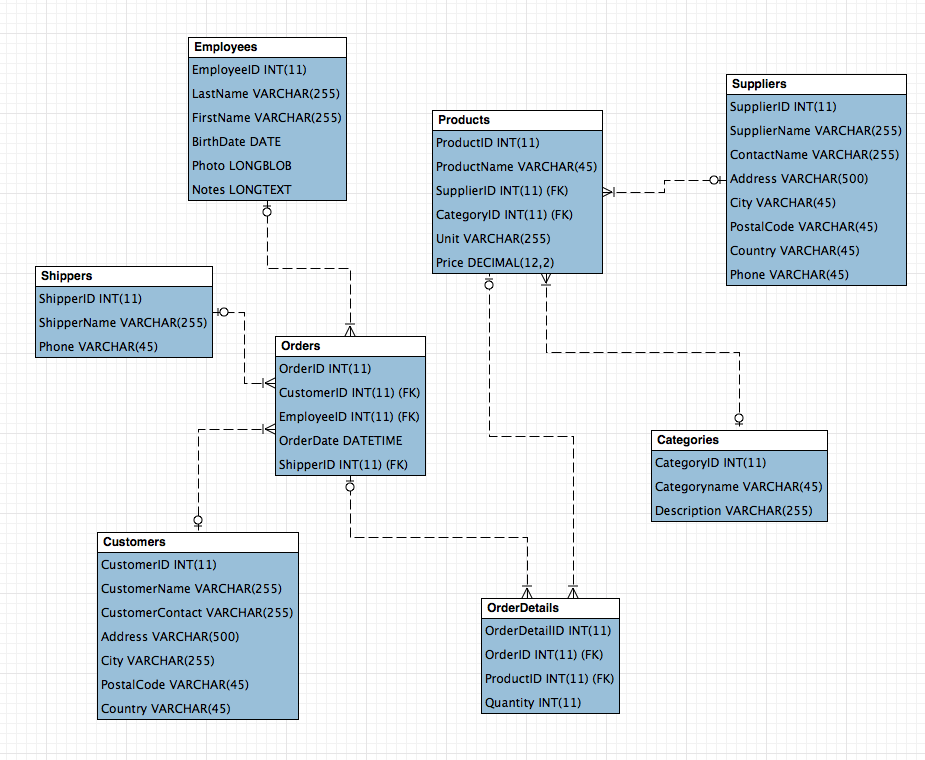 Employees
EmployeeID INT(11)
LastName VARCHAR(255)
FirstName VARCHAR(255)
BirthDate DATE
Photo LONGBLOB
Notes LONGTEXT
Suppliers
SupplierID INT(11)
SupplierName VARCHAR(255)
ContactName VARCHAR(255)
Address VARCHAR(500)
City VARCHAR(45)
PostalCode VARCHAR(45)
Country VARCHAR(45)
Phone VARCHAR(45)
Products
ProductID INT(11)
ProductName VARCHAR(45)
SupplierID INT(11) (FK)
CategoryID INT(11) (FK)
Unit VARCHAR(255)
Price DECIMAL(12,2)
Shippers
ShipperID INT(11)
ShipperName VARCHAR(255)
Phone VARCHAR(45)
Orders
OrderID INT(11)
CustomerID INT(11) (FK)
EmployeeID INT(11) (FK)
OrderDate DATETIME
ShipperID INT(11) (FK)
Categories
CategoryID INT(11)
Categoryname VARCHAR(45)
Description VARCHAR(255)
Customers
CustomerID INT(11)
CustomerName VARCHAR(255)
CustomerContact VARCHAR(255)
Address VARCHAR(500)
City VARCHAR(255)
PostalCode VARCHAR(45)
Country VARCHAR(45)
OrderDetails
OrderDetailID INT(11)
OrderID INT(11) (FK)
ProductID INT(11) (FK)
Quantity INT(11)